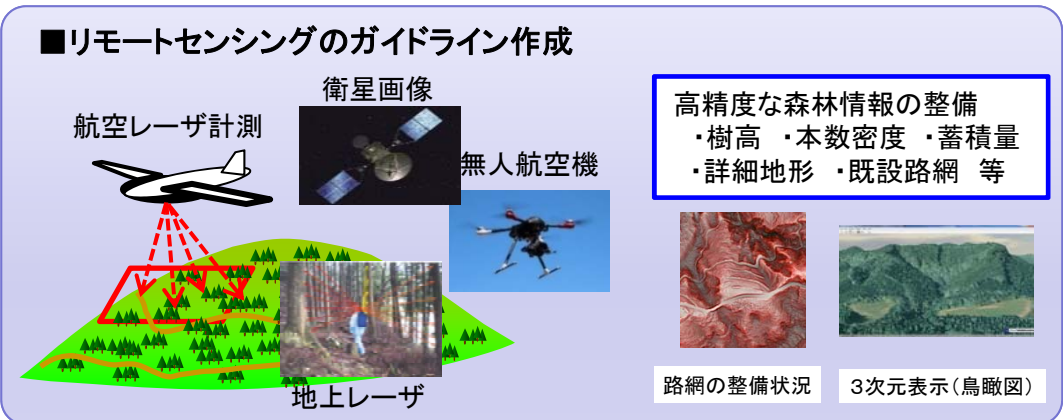 ■リモートセンシングのガイドライン作成
衛星画像
航空レーザ計測
無人航空機
地上レーザ
高精度な森林情報の整備
・樹高　・本数密度　・蓄積量
・詳細地形　・既設路網　等
路網の整備状況
３次元表示（鳥瞰図）